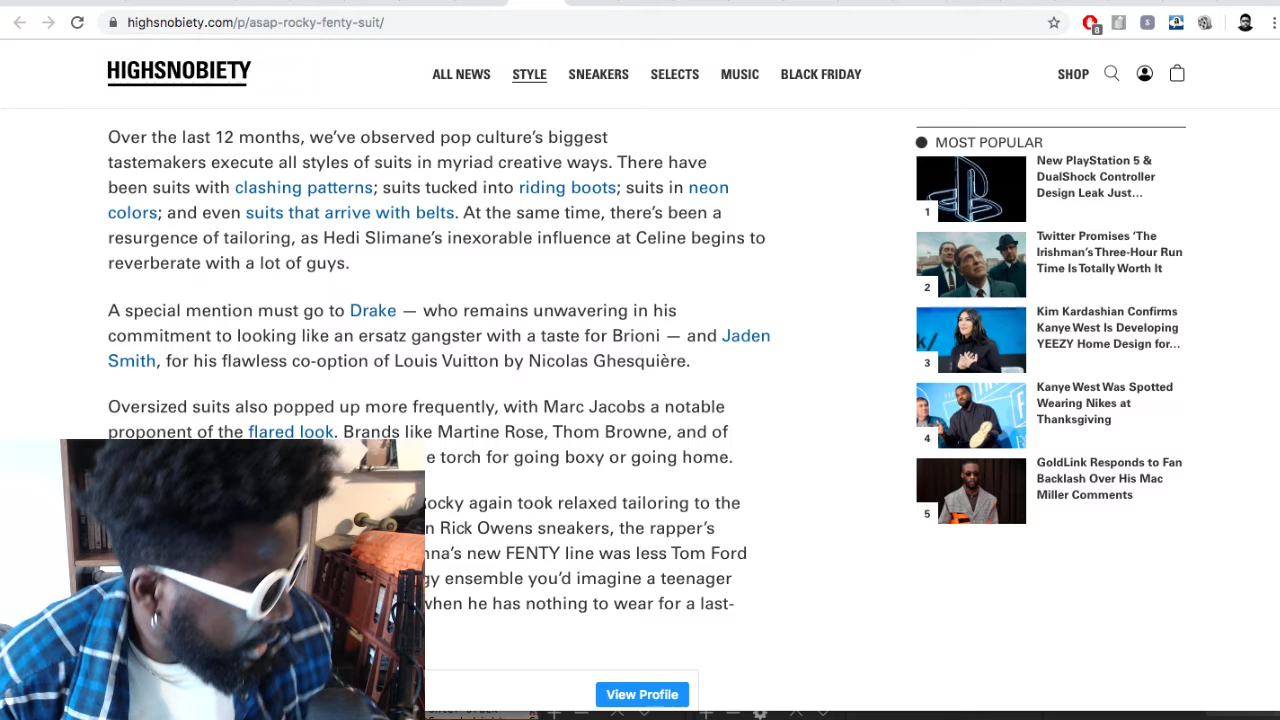 highsnobiety.com/p/asap-rocky-fenty-suit/
8
HIGHSNOBIETY
ALL NEWS STYLE SNEAKERS SELECTS MUSIC BLACK FRIDAY
SHOP
Over the last 12 months, we've observed pop culture's biggest
tastemakers execute all styles of suits in myriad creative ways. There have
been suits with clashing patterns; suits tucked into riding boots; suits in neon
colors; and even suits that arrive with belts. At the same time, there's been a
resurgence of tailoring, as Hedi Slimane's inexorable influence at Celine begins to
reverberate with a lot of guys.
A special mention must go to Drake — who remains unwavering in his
commitment to looking like an ersatz gangster with a taste for Brioni — and Jaden
Smith, for his flawless co-option of Louis Vuitton by Nicolas Ghesquière.
Oversized suits also popped up more frequently, with Marc Jacobs a notable
proponent of the flared look. Brands like Martine Rose, Thom Browne, and of
e torch for going boxy or going home.
Rocky again took relaxed tailoring to the
n Rick Owens sneakers, the rapper's
nna's new FENTY line was less Tom Ford
gy ensemble you'd imagine a teenager
when he has nothing to wear for a last-
View Profile
MOST POPULAR
New PlayStation 5 &
DualShock Controller
Design Leak Just...
1
Twitter Promises 'The
Irishman's Three-Hour Run
Time Is Totally Worth It
2
Kim Kardashian Confirms
Kanye West Is Developing
YEEZY Home Design for...
3
Kanye West Was Spotted
Wearing Nikes at
Thanksgiving
4
GoldLink Responds to Fan
Backlash Over His Mac
Miller Comments
5